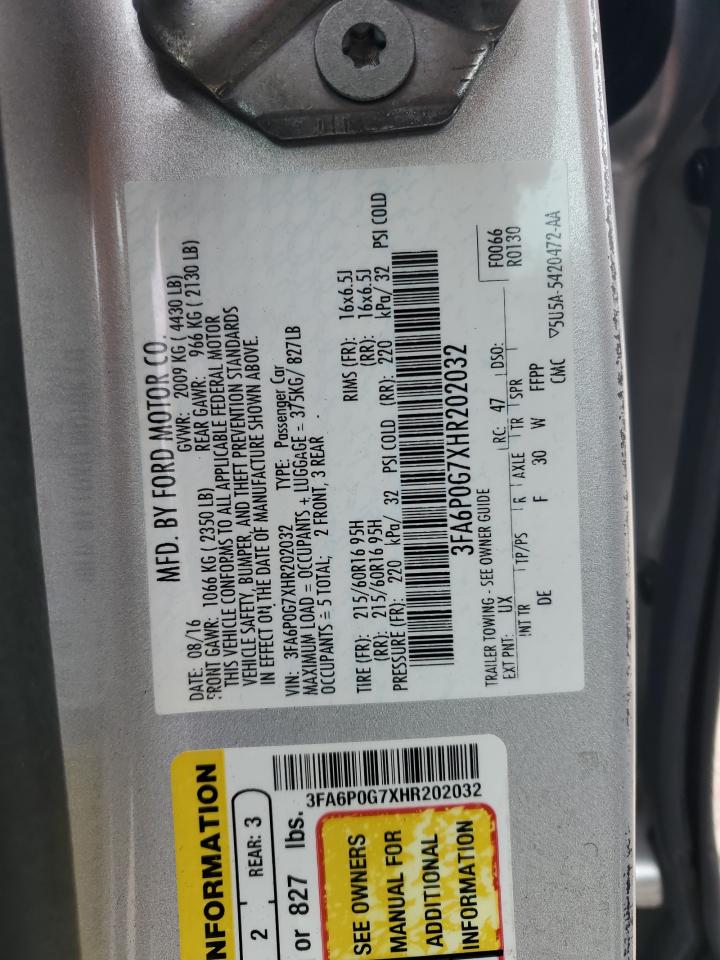 MFD. BY FORD MOTOR CO.
DATE: 08/16 GVWR: 2009 KG ( 4430 LB)
FRONT GAWR: 1066 KG ( 2350 LB) REAR GAWR: 966 KG ( 2130 LB)
THIS VEHICLE CONFORMS TO ALL APPLICABLE FEDERAL MOTOR
VEHICLE SAFETY, BUMPER, AND THEFT PREVENTION STANDARDS
IN EFFECT ON THE DATE OF MANUFACTURE SHOWN ABOVE.
VIN: 3FA6P0G7XHR202032 TYPE: Passenger Car
MAXIMUM LOAD = OCCUPANTS + LUGGAGE = 375KG/ 827LB
OCCUPANTS = 5 TOTAL; 2 FRONT, 3 REAR
TIRE (FR): 215/60R16 95H RIMS (FR): 16x6.5J
(RR): 215/60R16 95H (RR): 16x6.5J
PRESSURE (FR): 220 kPa/ 32 PSI COLD (RR): 220 kPa/ 32 PSI COLD
3FA6P0G7XHR202032
TRAILER TOWING - SEE OWNER GUIDE F0066
EXT PNT: UX RC: 47 DSO: R0130
INT TR TP/PS R AXLE TR SPR
DE F 30 W FFPP
CMC ▽5U5A-5420472-AA
NFORMATION
2 REAR: 3
or 827 lbs.
3FA6P0G7XHR202032
SEE OWNERS
MANUAL FOR
ADDITIONAL
INFORMATION